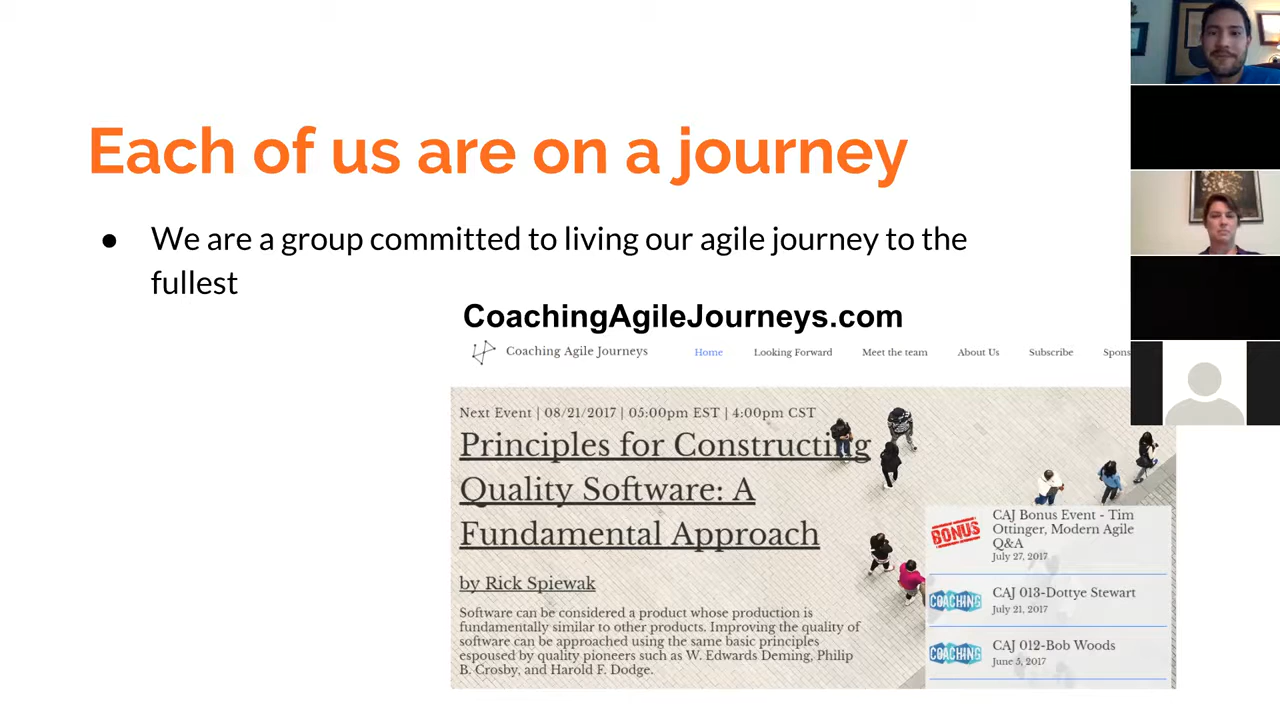 Each of us are on a journey
● We are a group committed to living our agile journey to the
fullest
CoachingAgileJourneys.com
Coaching Agile Journeys Home Looking Forward Meet the team About Us Subscribe Spons
Next Event | 08/21/2017 | 05:00pm EST | 4:00pm CST
Principles for Constructing
Quality Software: A
Fundamental Approach
by Rick Spiewak
Software can be considered a product whose production is
fundamentally similar to other products. Improving the quality of
software can be approached using the same basic principles
espoused by quality pioneers such as W. Edwards Deming, Philip
B. Crosby, and Harold F. Dodge.
BONUS
CAJ Bonus Event - Tim
Ottinger, Modern Agile
Q&A
July 27, 2017
COACHING
CAJ 013-Dottye Stewart
July 21, 2017
COACHING
CAJ 012-Bob Woods
June 5, 2017